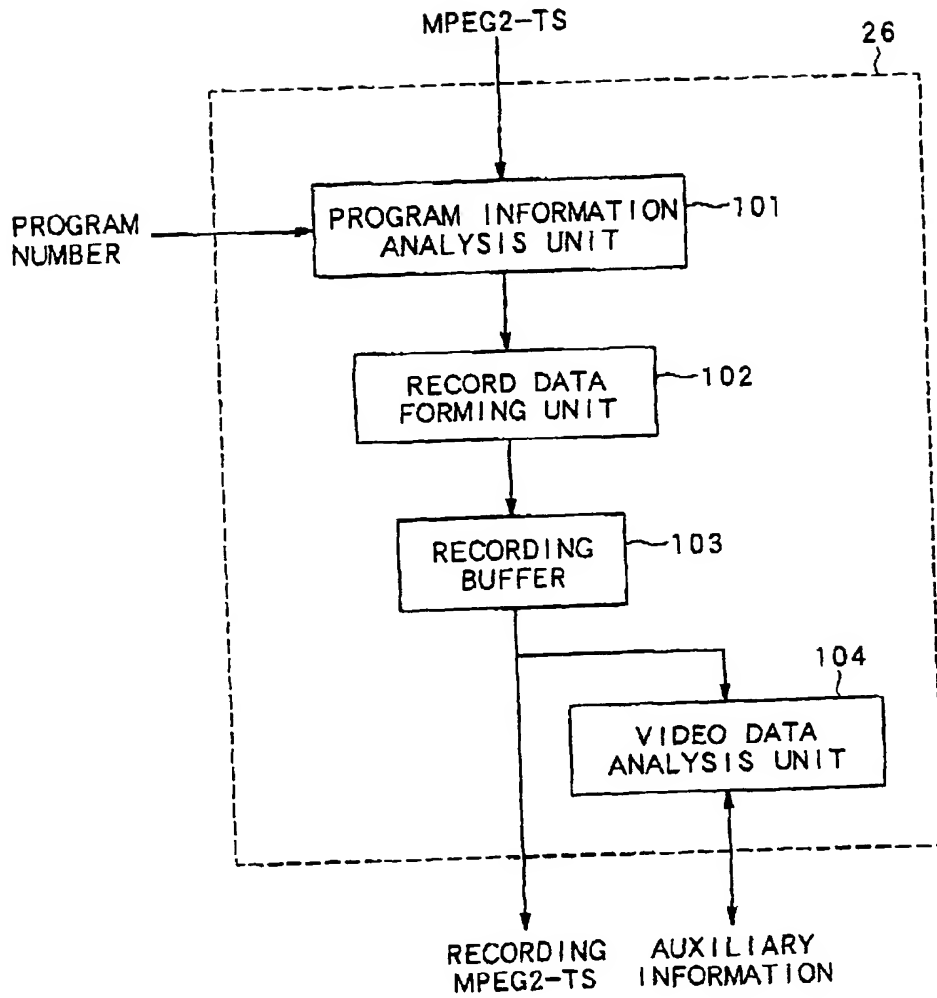 MPEG2-TS
26
PROGRAM
NUMBER
PROGRAM INFORMATION
ANALYSIS UNIT
101
RECORD DATA
FORMING UNIT
102
RECORDING
BUFFER
103
104
VIDEO DATA
ANALYSIS UNIT
RECORDING
MPEG2-TS
AUXILIARY
INFORMATION